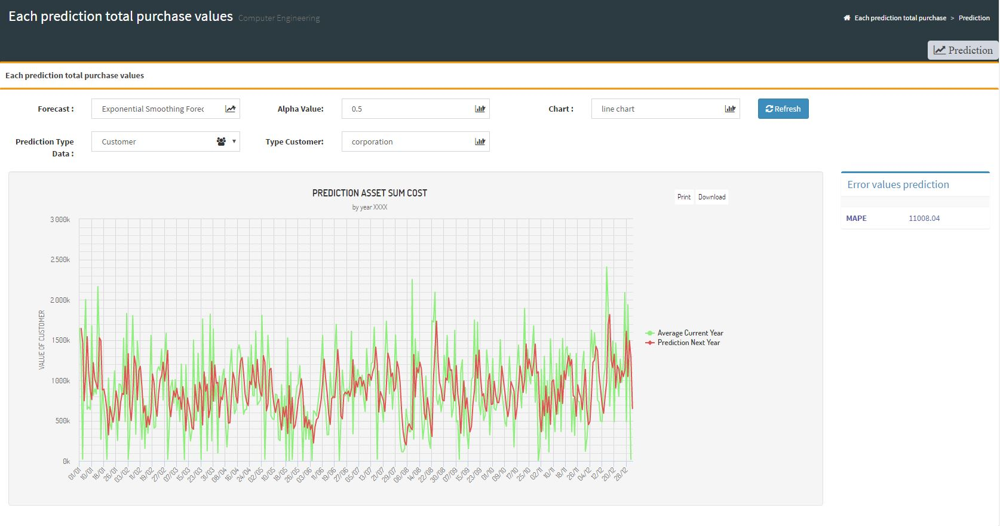 Each prediction total purchase values Computer Engineering
Each prediction total purchase > Prediction
Prediction
Each prediction total purchase values
Forecast : Exponential Smoothing Forec Alpha Value: 0.5 Chart : line chart Refresh
Prediction Type Data : Customer Type Customer: corporation
PREDICTION ASSET SUM COST
by year XXXX
Print Download
Error values prediction
MAPE 11008.04
VALUE OF CUSTOMER
3 000k
2 500k
2 000k
1 500k
1 000k
500k
0k
Average Current Year
Prediction Next Year
01/01 10/01 18/01 26/01 03/02 11/02 19/02 27/02 07/03 15/03 23/03 31/03 08/04 16/04 24/04 02/05 10/05 18/05 26/05 03/06 11/06 19/06 27/06 05/07 13/07 21/07 29/07 06/08 14/08 22/08 30/08 07/09 15/09 23/09 01/10 09/10 17/10 25/10 02/11 10/11 18/11 26/11 04/12 12/12 20/12 28/12